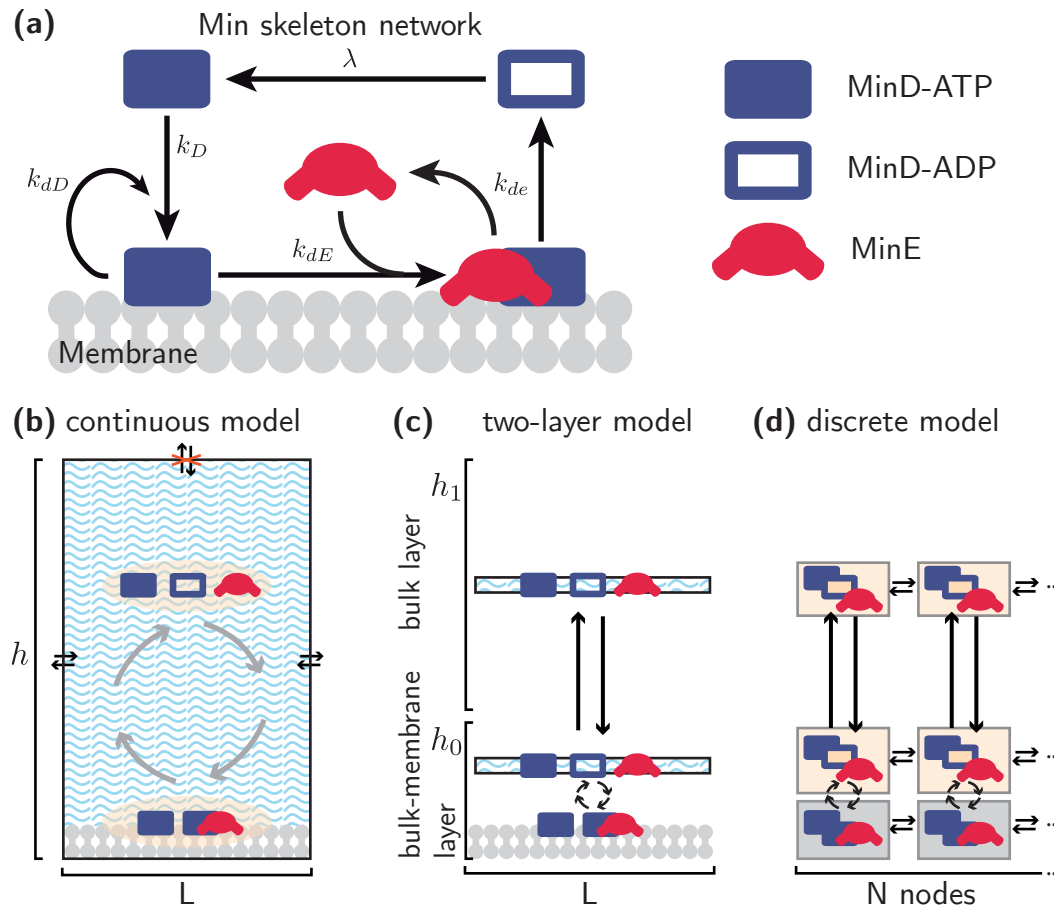 (a)
Min skeleton network
λ
k_D
k_dD
k_dE
k_de
Membrane
MinD-ATP
MinD-ADP
MinE
(b) continuous model
h
L
(c) two-layer model
h_1
bulk layer
h_0
bulk-membrane
layer
L
(d) discrete model
...
...
...
N nodes
...